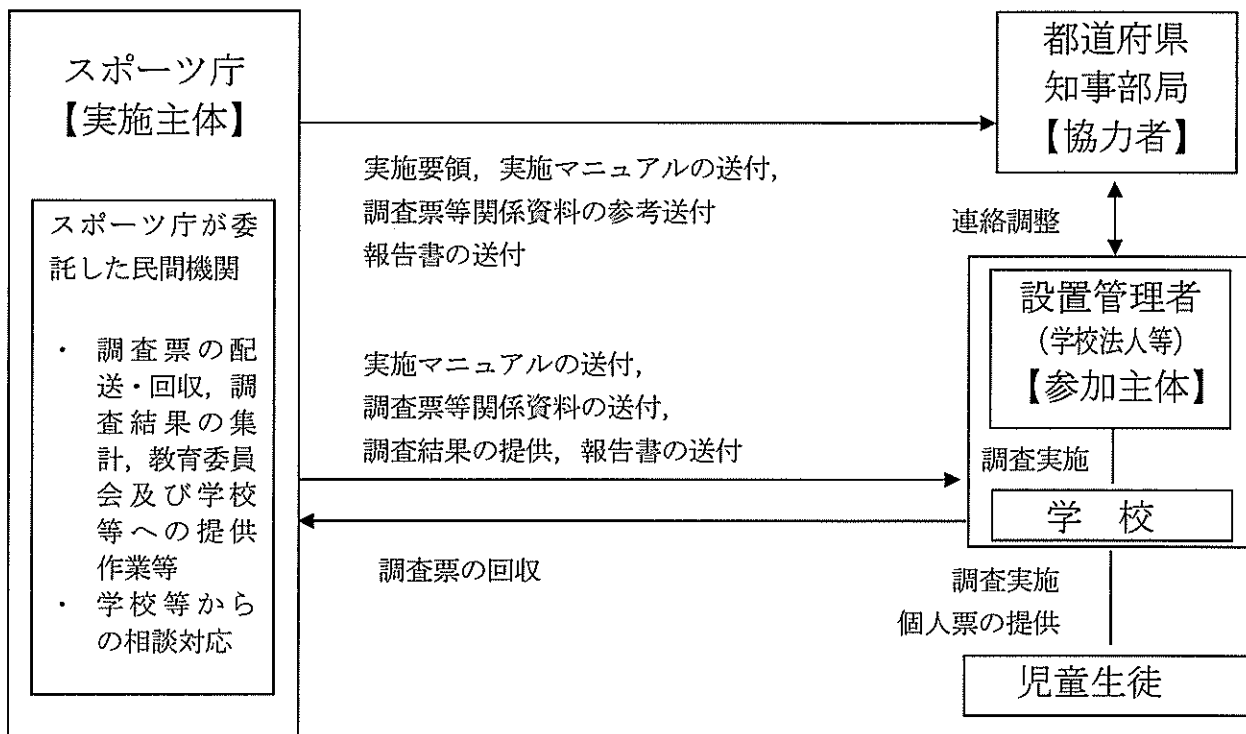 スポーツ庁
【実施主体】
スポーツ庁が委
託した民間機関
・ 調査票の配
送・回収，調
査結果の集
計，教育委員
会及び学校
等への提供
作業等
・ 学校等から
の相談対応
実施要領，実施マニュアルの送付，
調査票等関係資料の参考送付
報告書の送付
実施マニュアルの送付，
調査票等関係資料の送付，
調査結果の提供，報告書の送付
調査票の回収
都道府県
知事部局
【協力者】
連絡調整
設置管理者
（学校法人等）
【参加主体】
調査実施
学 校
調査実施
個人票の提供
児童生徒